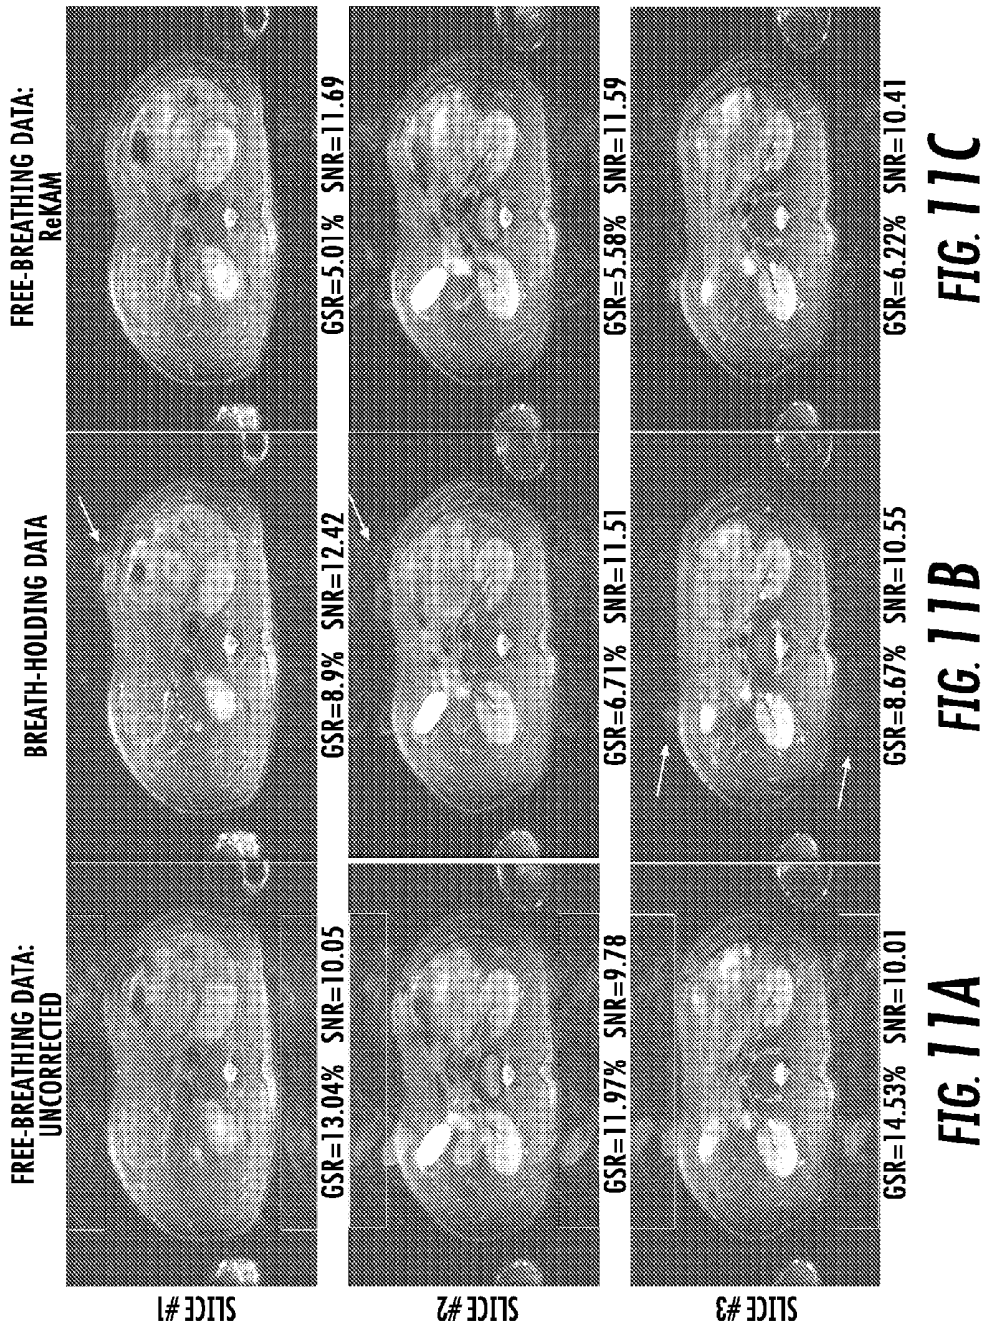 FREE-BREATHING DATA:
UNCORRECTED
BREATH-HOLDING DATA
FREE-BREATHING DATA:
ReKAM
SLICE #1
GSR=13.04% SNR=10.05
GSR=8.9% SNR=12.42
GSR=5.01% SNR=11.69
SLICE #2
GSR=11.97% SNR=9.78
GSR=6.71% SNR=11.51
GSR=5.58% SNR=11.59
SLICE #3
GSR=14.53% SNR=10.01
GSR=8.67% SNR=10.55
GSR=6.22% SNR=10.41
FIG. 11A
FIG. 11B
FIG. 11C